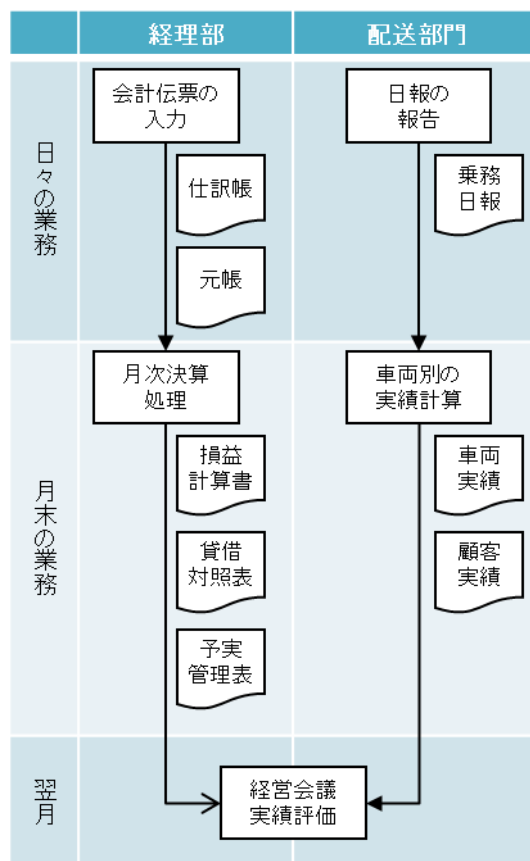 経理部
配送部門
日々の業務
会計伝票の
入力
日報の
報告
仕訳帳
乗務
日報
元帳
月末の業務
月次決算
処理
車両別の
実績計算
損益
計算書
車両
実績
貸借
対照表
顧客
実績
予実
管理表
翌月
経営会議
実績評価